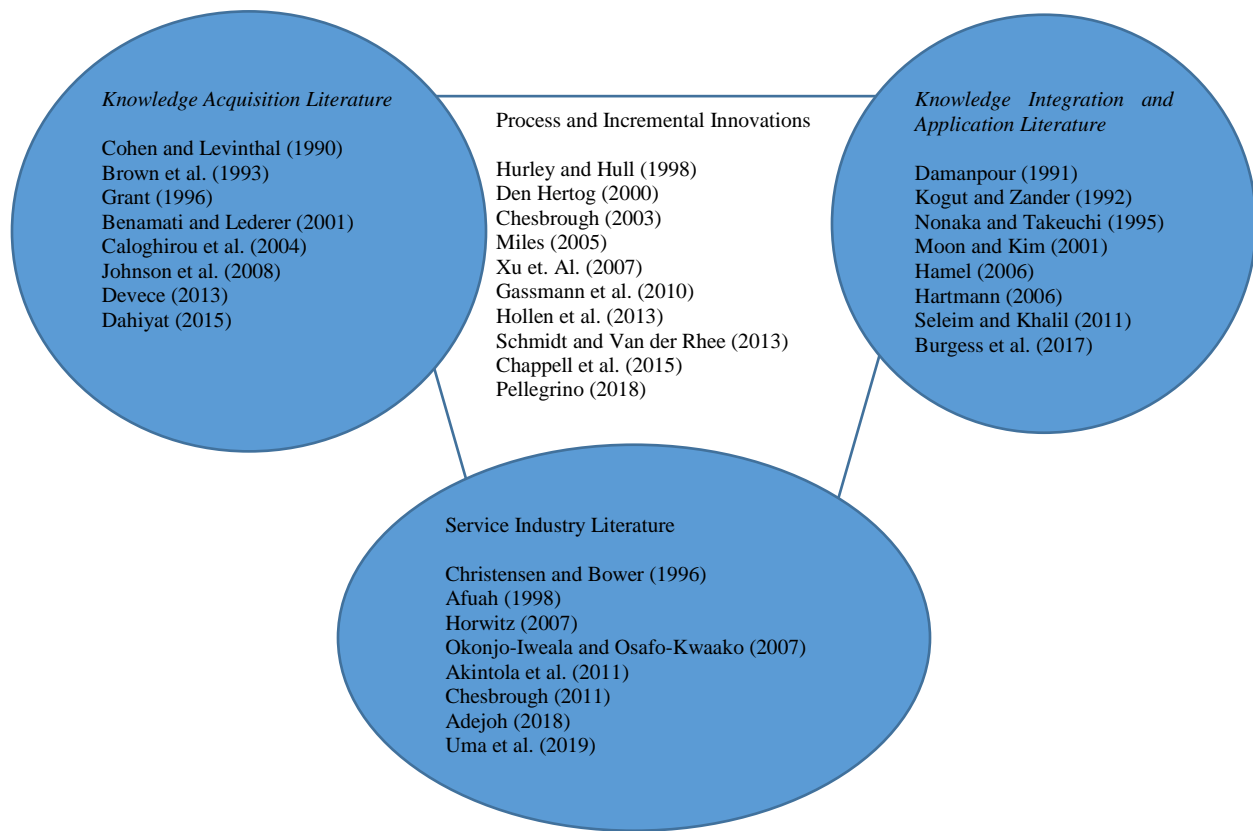 Knowledge Acquisition Literature
Cohen and Levinthal (1990)
Brown et al. (1993)
Grant (1996)
Benamati and Lederer (2001)
Caloghirou et al. (2004)
Johnson et al. (2008)
Devece (2013)
Dahiyat (2015)
Process and Incremental Innovations
Hurley and Hull (1998)
Den Hertog (2000)
Chesbrough (2003)
Miles (2005)
Xu et. Al. (2007)
Gassmann et al. (2010)
Hollen et al. (2013)
Schmidt and Van der Rhee (2013)
Chappell et al. (2015)
Pellegrino (2018)
Knowledge Integration and
Application Literature
Damanpour (1991)
Kogut and Zander (1992)
Nonaka and Takeuchi (1995)
Moon and Kim (2001)
Hamel (2006)
Hartmann (2006)
Seleim and Khalil (2011)
Burgess et al. (2017)
Service Industry Literature
Christensen and Bower (1996)
Afuah (1998)
Horwitz (2007)
Okonjo-Iweala and Osafo-Kwaako (2007)
Akintola et al. (2011)
Chesbrough (2011)
Adejoh (2018)
Uma et al. (2019)